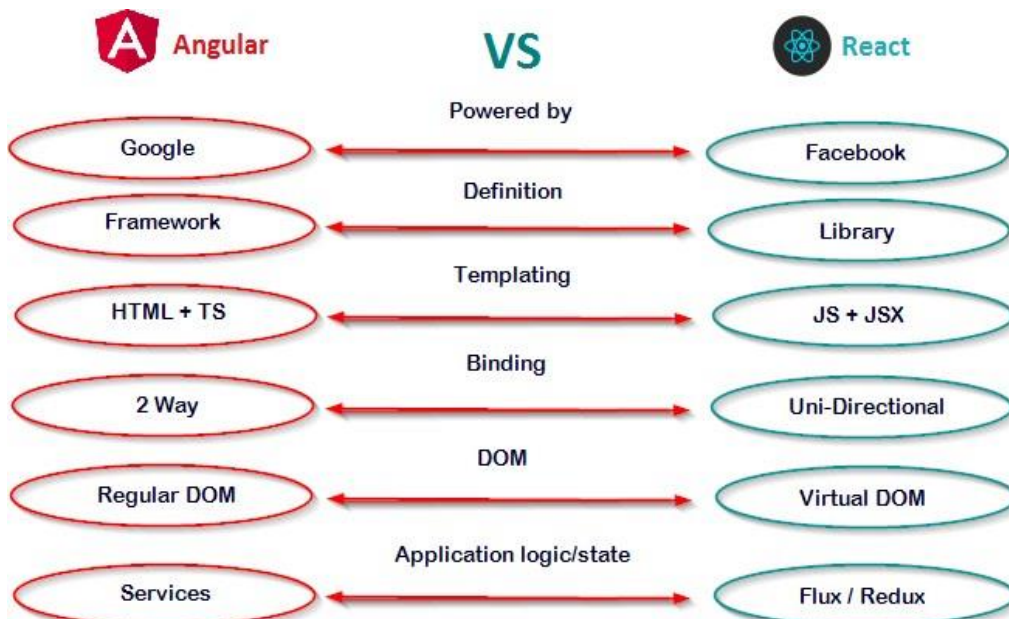 Angular VS React
Powered by
Google Facebook
Definition
Framework Library
Templating
HTML + TS JS + JSX
Binding
2 Way Uni-Directional
DOM
Regular DOM Virtual DOM
Application logic/state
Services Flux / Redux